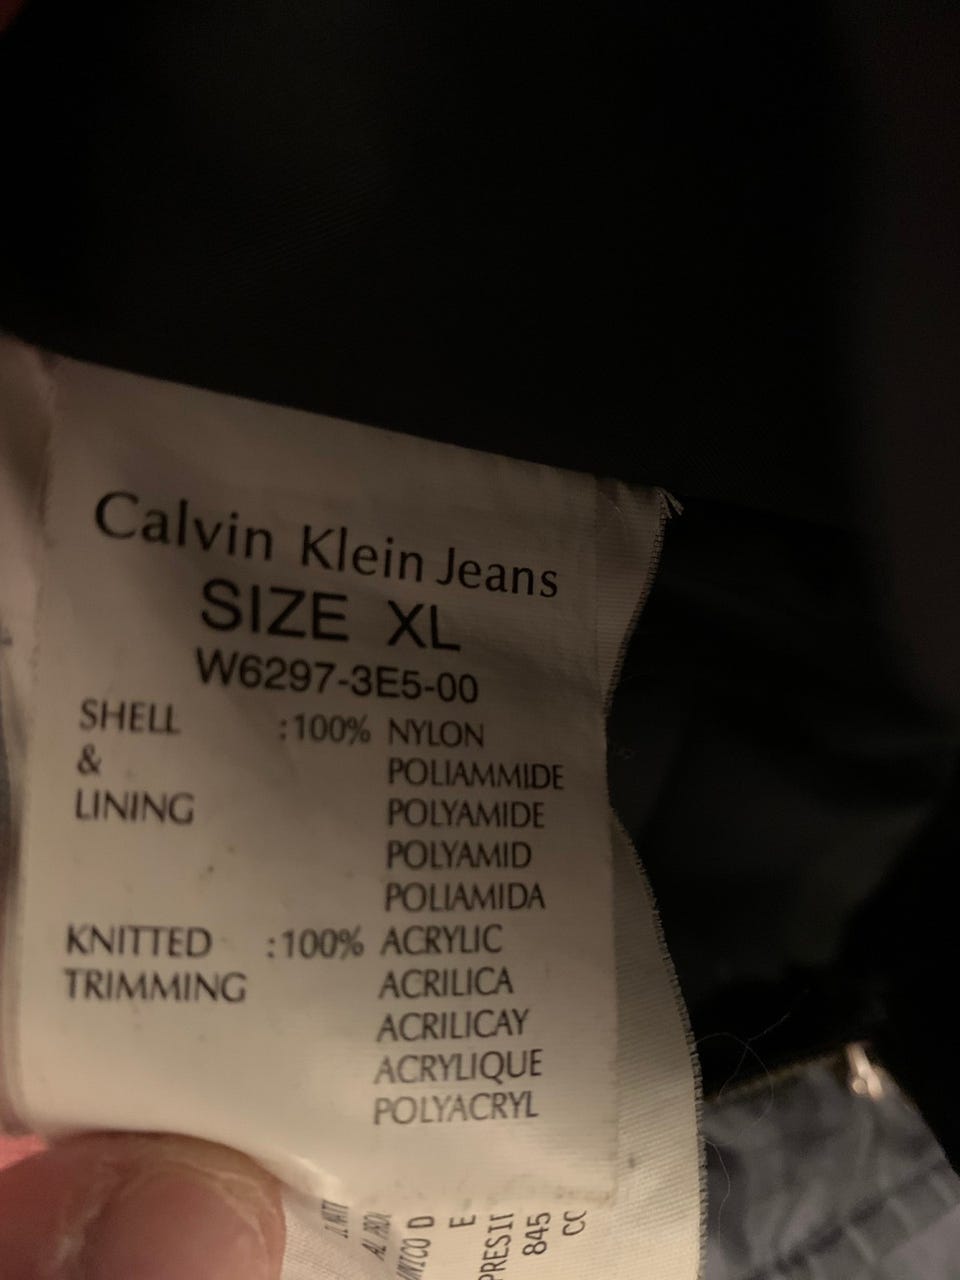 Calvin Klein Jeans
SIZE XL
W6297-3E5-00
SHELL :100% NYLON
& POLIAMMIDE
LINING POLYAMIDE
POLYAMID
POLIAMIDA
KNITTED :100% ACRYLIC
TRIMMING ACRILICA
ACRILICAY
ACRYLIQUE
POLYACRYL
D
E
845